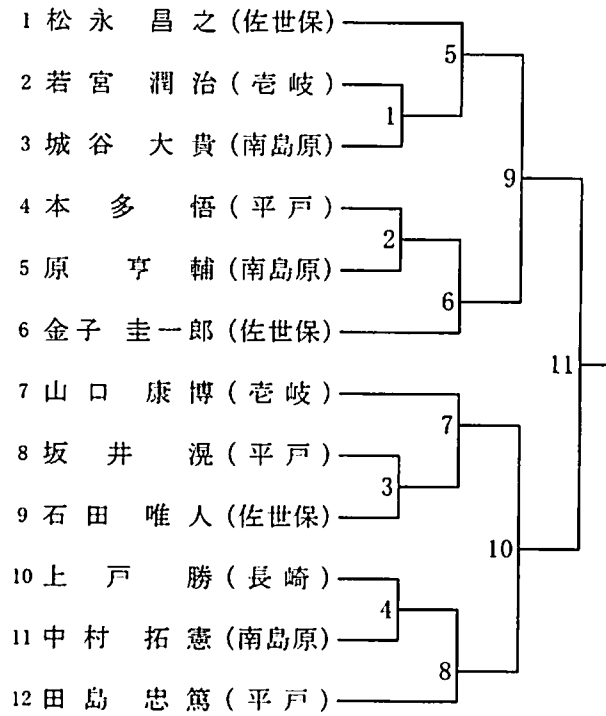 1 松永 昌之 (佐世保)
2 若宮 潤治 (壱岐)
3 城谷 大貴 (南島原)
4 本多 悟 (平戸)
5 原 亨輔 (南島原)
6 金子 圭一郎 (佐世保)
7 山口 康博 (壱岐)
8 坂井 滉 (平戸)
9 石田 唯人 (佐世保)
10 上戸 勝 (長崎)
11 中村 拓憲 (南島原)
12 田島 忠篤 (平戸)
5
1
9
2
6
11
7
3
10
4
8